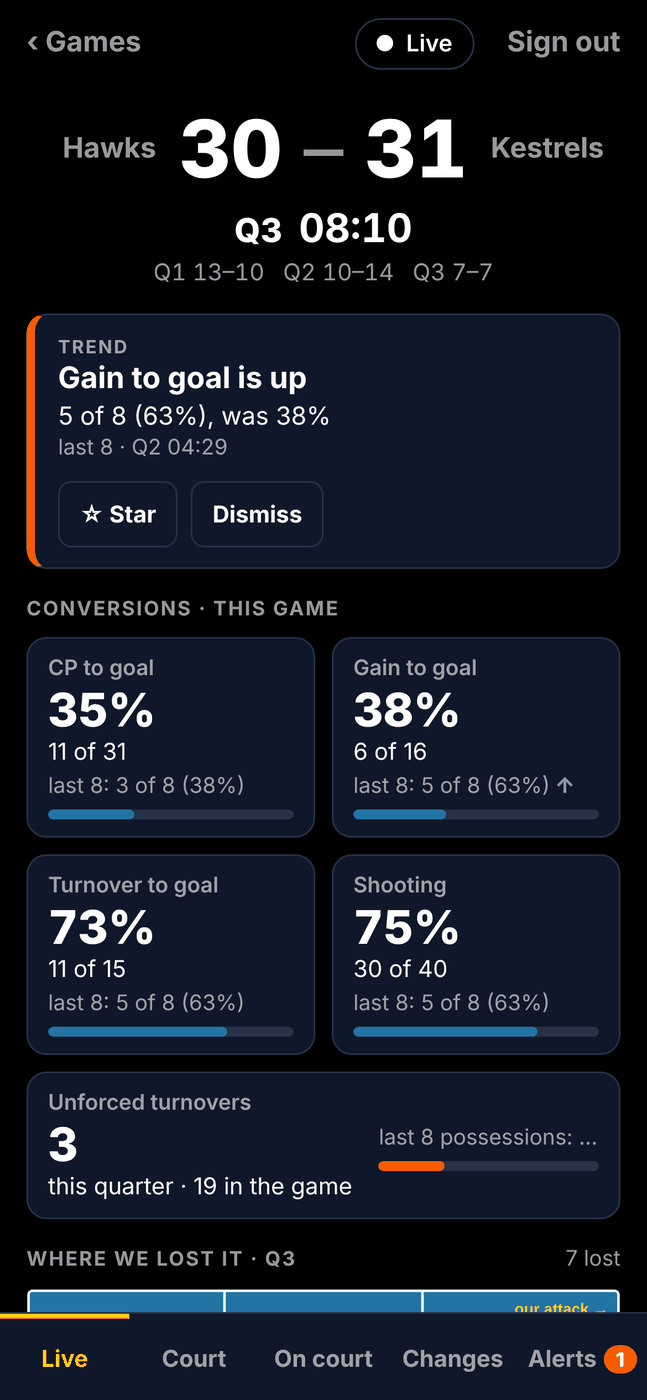 ‹ Games
● Live
Sign out
Hawks 30 – 31 Kestrels
Q3 08:10
Q1 13–10 Q2 10–14 Q3 7–7
TREND
Gain to goal is up
5 of 8 (63%), was 38%
last 8 · Q2 04:29
☆ Star
Dismiss
CONVERSIONS · THIS GAME
CP to goal
35%
11 of 31
last 8: 3 of 8 (38%)
Gain to goal
38%
6 of 16
last 8: 5 of 8 (63%) ↑
Turnover to goal
73%
11 of 15
last 8: 5 of 8 (63%)
Shooting
75%
30 of 40
last 8: 5 of 8 (63%)
Unforced turnovers
3
this quarter · 19 in the game
last 8 possessions: ...
WHERE WE LOST IT · Q3
7 lost
our attack →
Live
Court
On court
Changes
Alerts 1